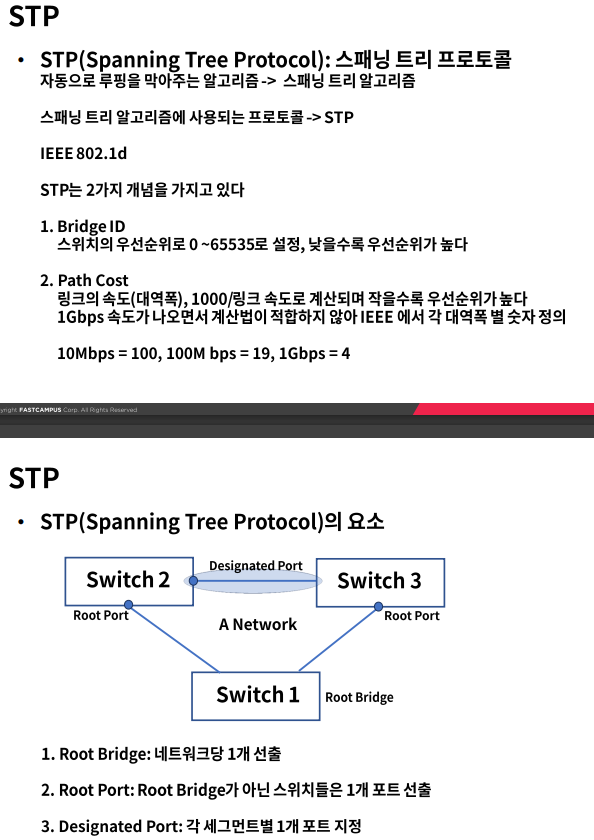 STP
• STP(Spanning Tree Protocol): 스패닝 트리 프로토콜
자동으로 루핑을 막아주는 알고리즘 -> 스패닝 트리 알고리즘
스패닝 트리 알고리즘에 사용되는 프로토콜 -> STP
IEEE 802.1d
STP는 2가지 개념을 가지고 있다
1. Bridge ID
스위치의 우선순위로 0 ~65535로 설정, 낮을수록 우선순위가 높다
2. Path Cost
링크의 속도(대역폭), 1000/링크 속도로 계산되며 작을수록 우선순위가 높다
1Gbps 속도가 나오면서 계산법이 적합하지 않아 IEEE 에서 각 대역폭 별 숫자 정의
10Mbps = 100, 100M bps = 19, 1Gbps = 4
yright FASTCAMPUS Corp. All Rights Reserved
STP
• STP(Spanning Tree Protocol)의 요소
Designated Port
Switch 2
Switch 3
Root Port
Root Port
A Network
Switch 1
Root Bridge
1. Root Bridge: 네트워크당 1개 선출
2. Root Port: Root Bridge가 아닌 스위치들은 1개 포트 선출
3. Designated Port: 각 세그먼트별 1개 포트 지정